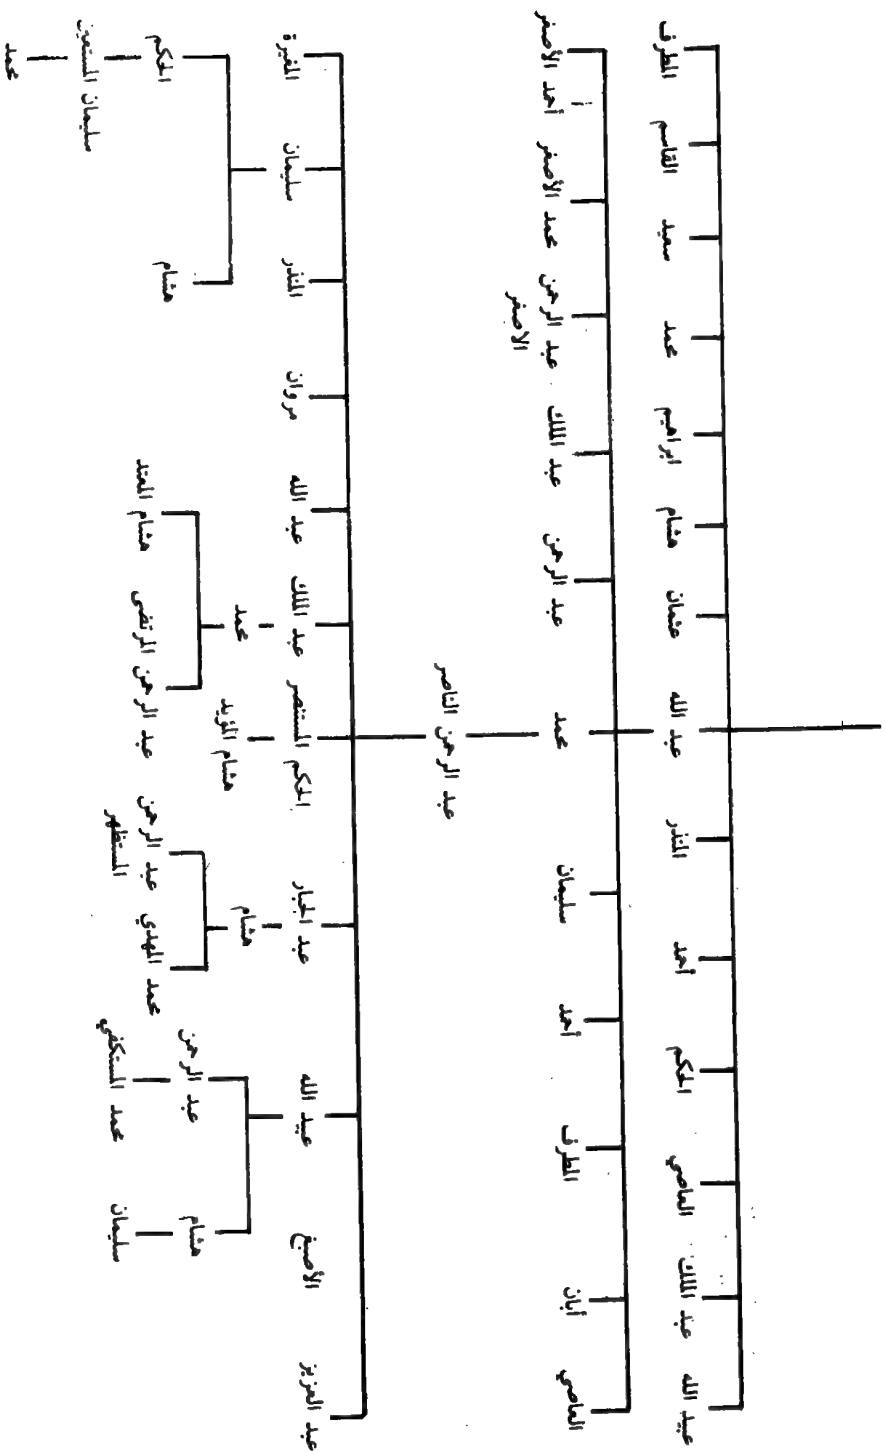 عبيد الله عبد الملك العاصي الحكم أحمد المنذر عبد الله عثمان هشام ابراهيم محمد سعيد القاسم المطرف
العاصي أبان المطرف أحمد سليمان محمد عبد الرحمن عبد الملك عبد الرحمن محمد الأصغر أحمد الأصغر
الأصغر
عبد الرحمن الناصر
عبد العزيز الأصبغ عبيد الله عبد الجبار الحكم المستنصر عبد الملك عبد الله مروان المنذر سليمان المغيرة
هشام هشام المؤيد محمد
هشام عبد الرحمن هشام الحكم
محمد المهدي عبد الرحمن عبد الرحمن المرتضى هشام المعتد
المستظهر
سليمان محمد المستكفي سليمان المستعين
محمد